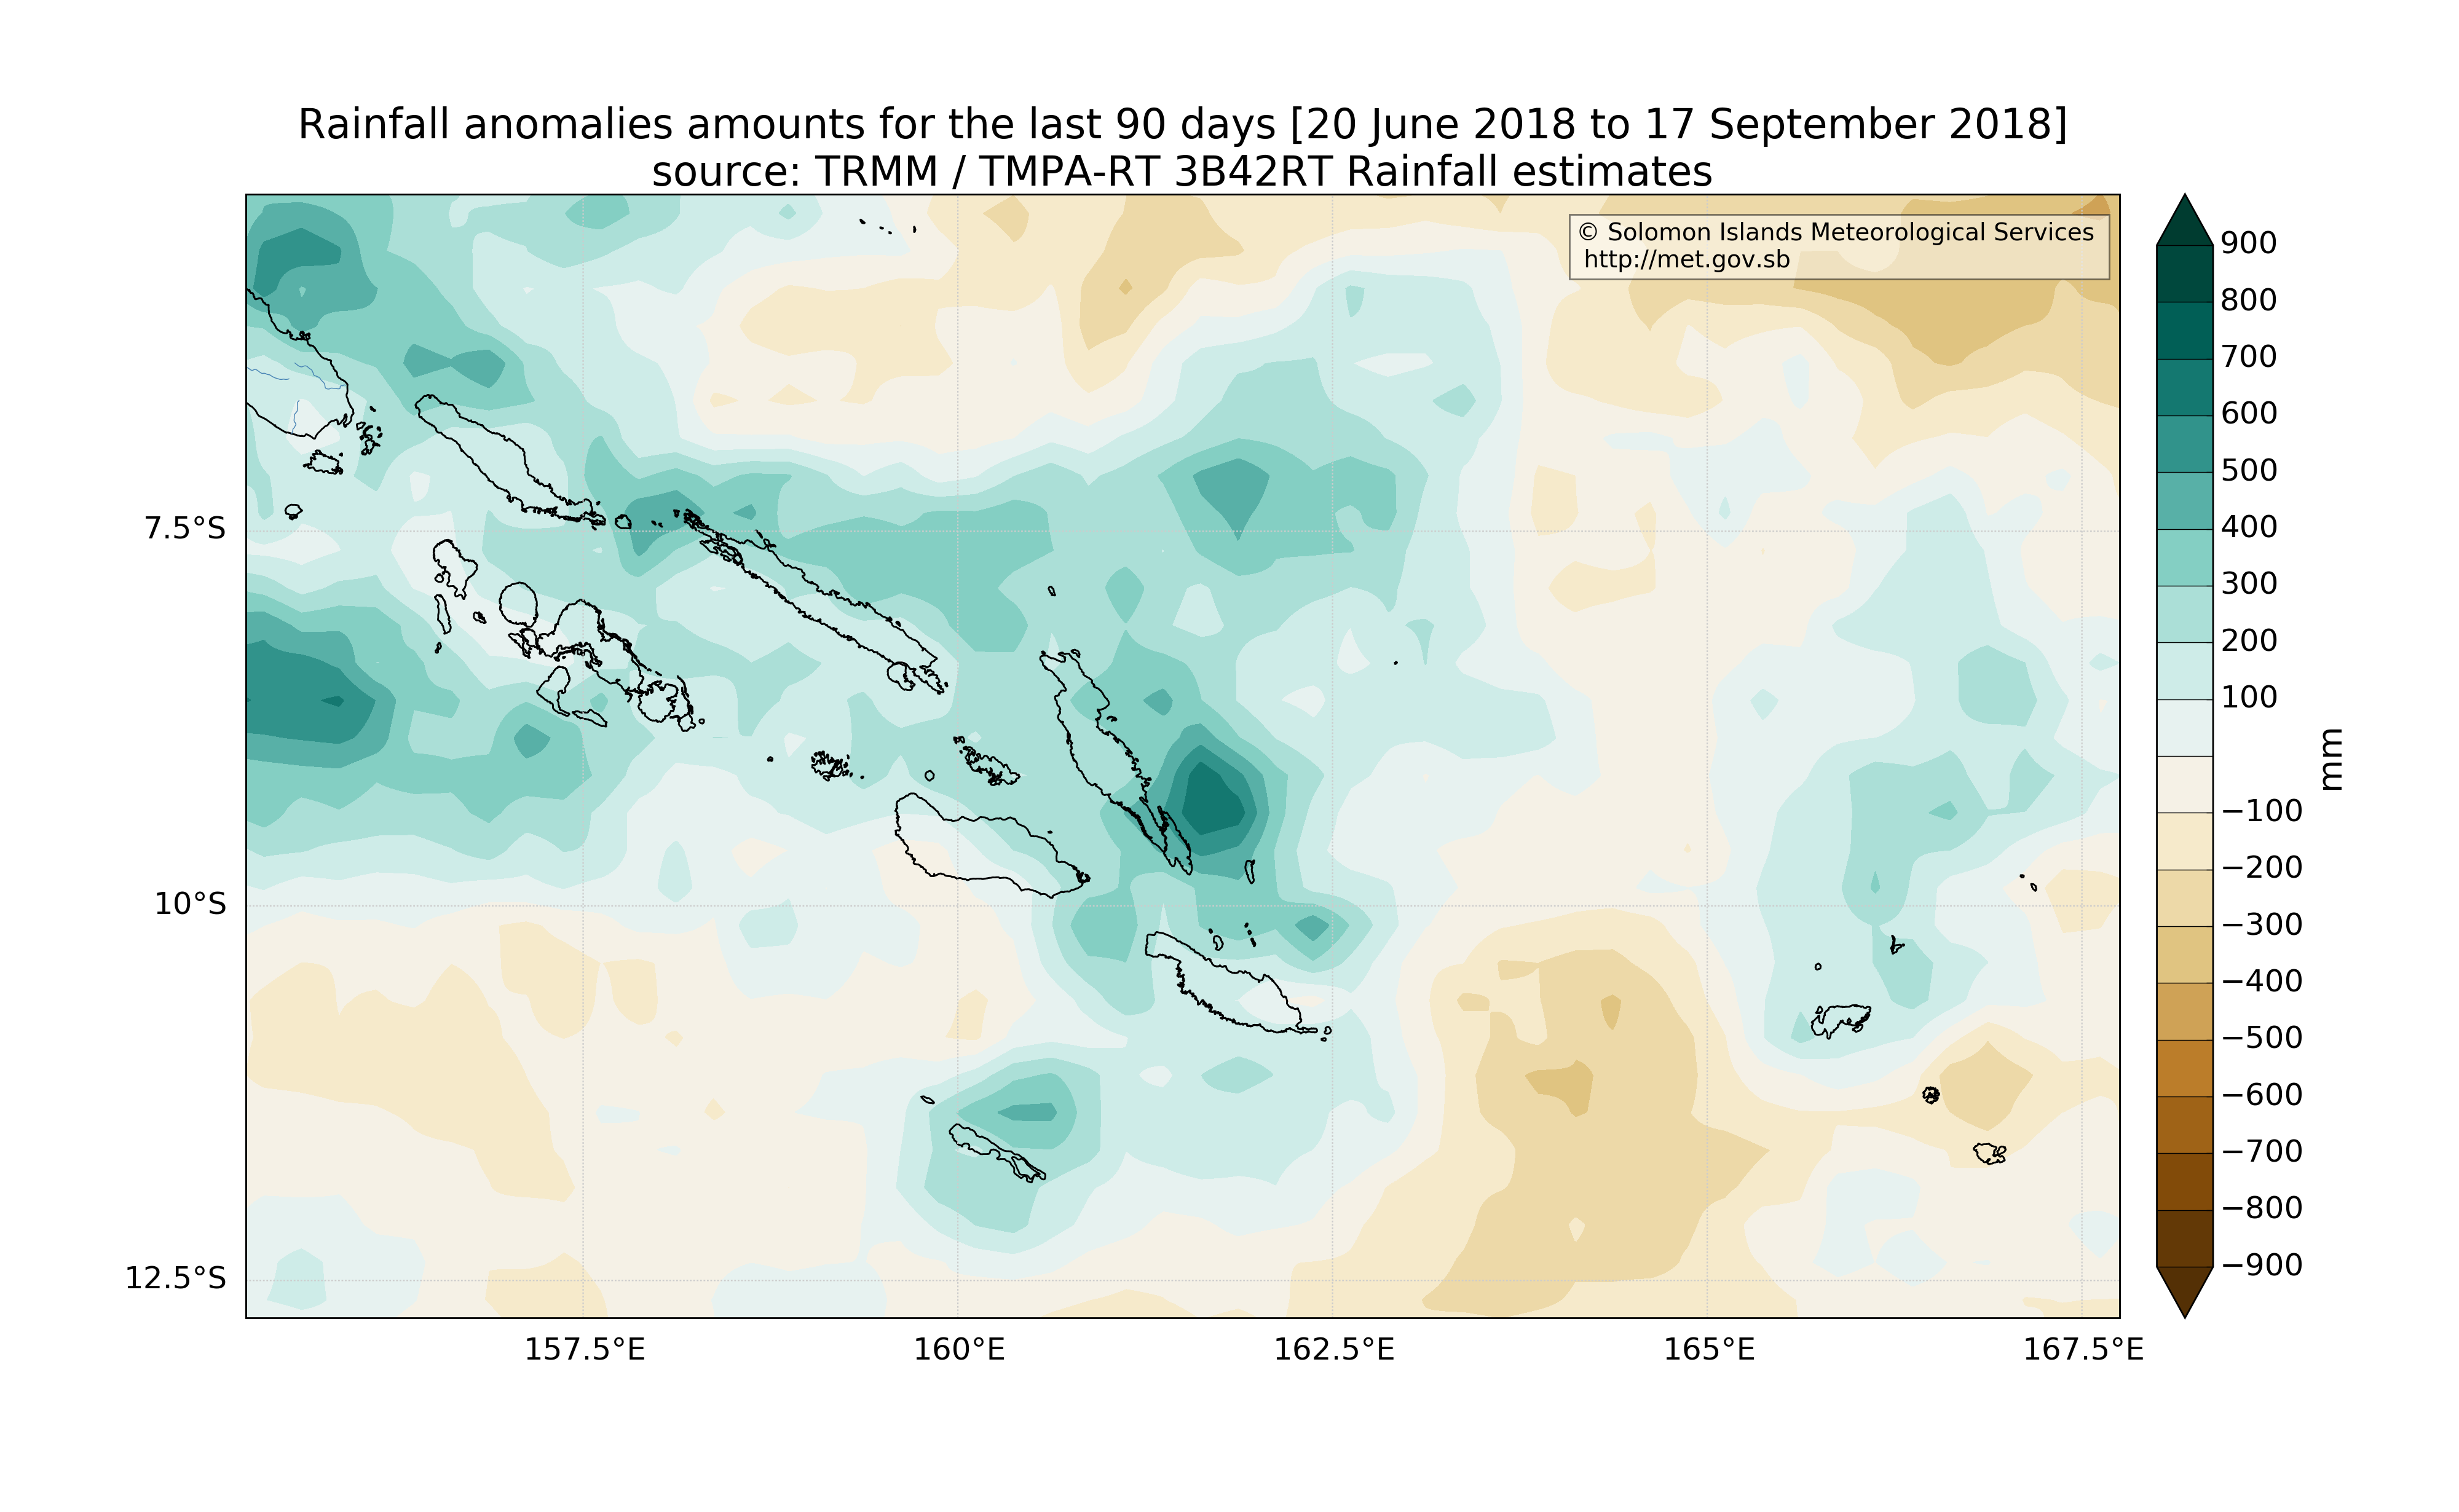 Rainfall anomalies amounts for the last 90 days [20 June 2018 to 17 September 2018]
source: TRMM / TMPA-RT 3B42RT Rainfall estimates
© Solomon Islands Meteorological Services
http://met.gov.sb
7.5°S
10°S
12.5°S
157.5°E
160°E
162.5°E
165°E
167.5°E
900
800
700
600
500
400
300
200
100
−100
−200
−300
−400
−500
−600
−700
−800
−900
mm